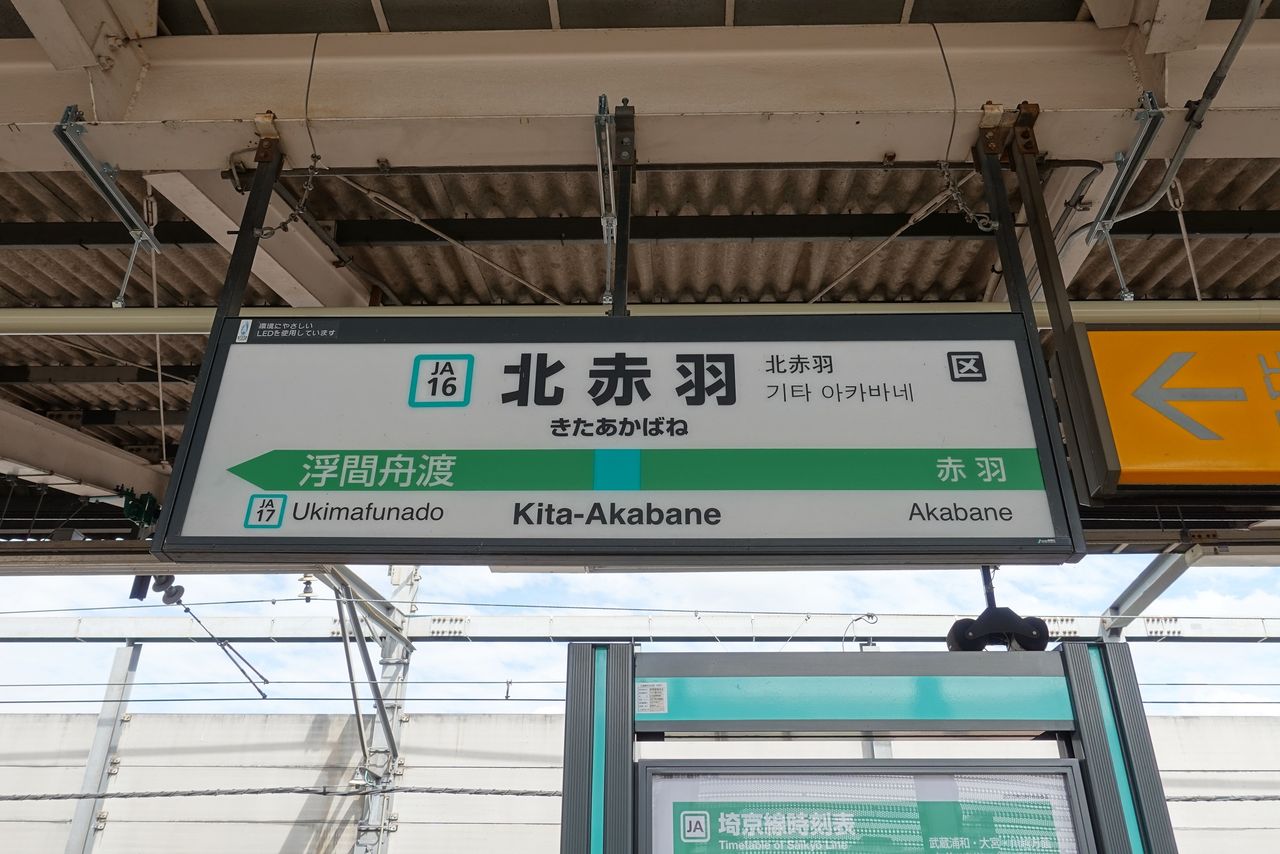 環境にやさしい
LEDを使用しています
JA
16
北赤羽
北赤羽
기타 아카바네
区
きたあかばね
浮間舟渡
赤羽
JA
17
Ukimafunado
Kita-Akabane
Akabane
JA
埼京線時刻表
Timetable of Saikyo Line
武蔵浦和・大宮・川越方面